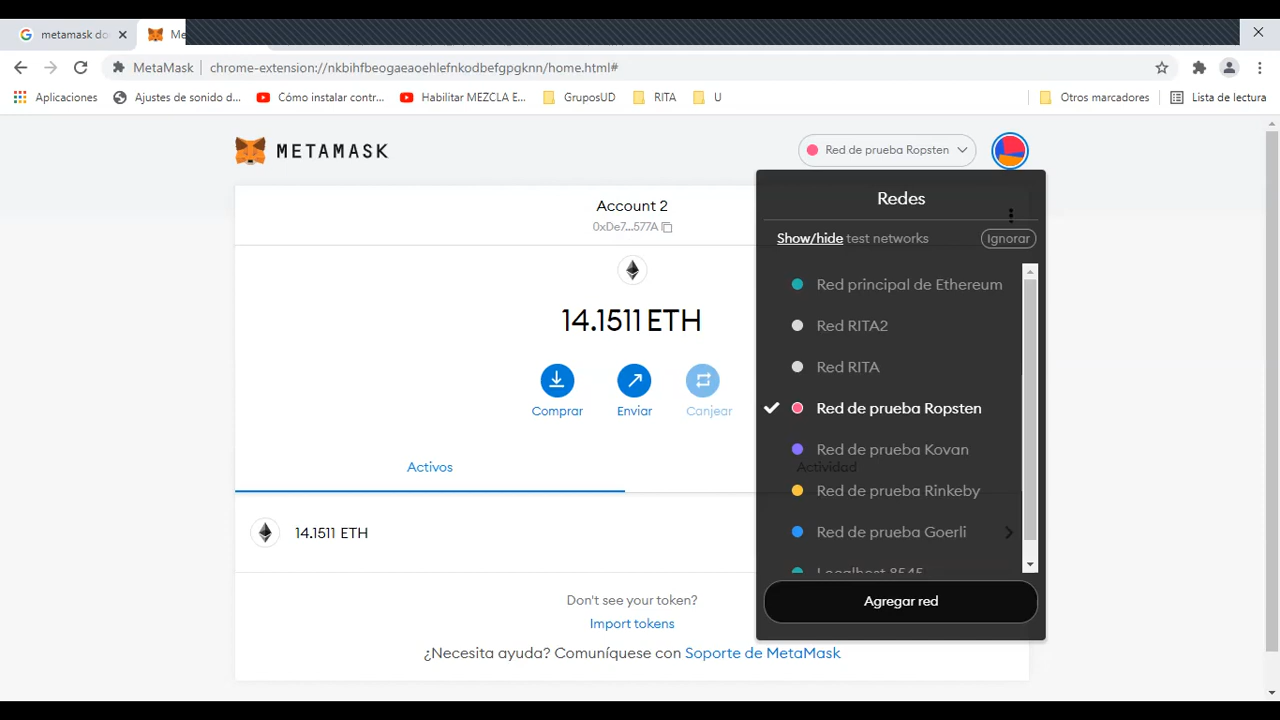 metamask do
Me
MetaMask
chrome-extension://nkbihfbeogaeaoehlefnkodbefgpgknn/home.html#
Aplicaciones
Ajustes de sonido d...
Cómo instalar contr...
Habilitar MEZCLA E...
GruposUD
RITA
U
Otros marcadores
Lista de lectura
METAMASK
Red de prueba Ropsten
Account 2
0xDe7...577A
14.1511 ETH
Comprar
Enviar
Canjear
Activos
Actividad
14.1511 ETH
Don't see your token?
Import tokens
¿Necesita ayuda? Comuníquese con Soporte de MetaMask
Redes
Show/hide test networks
Ignorar
Red principal de Ethereum
Red RITA2
Red RITA
Red de prueba Ropsten
Red de prueba Kovan
Red de prueba Rinkeby
Red de prueba Goerli
Localhost 8545
Agregar red